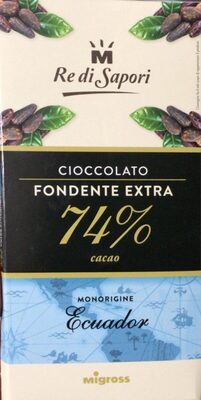 M
Re di Sapori
CIOCCOLATO
FONDENTE EXTRA
74%
cacao
MONORIGINE
Ecuador
migross